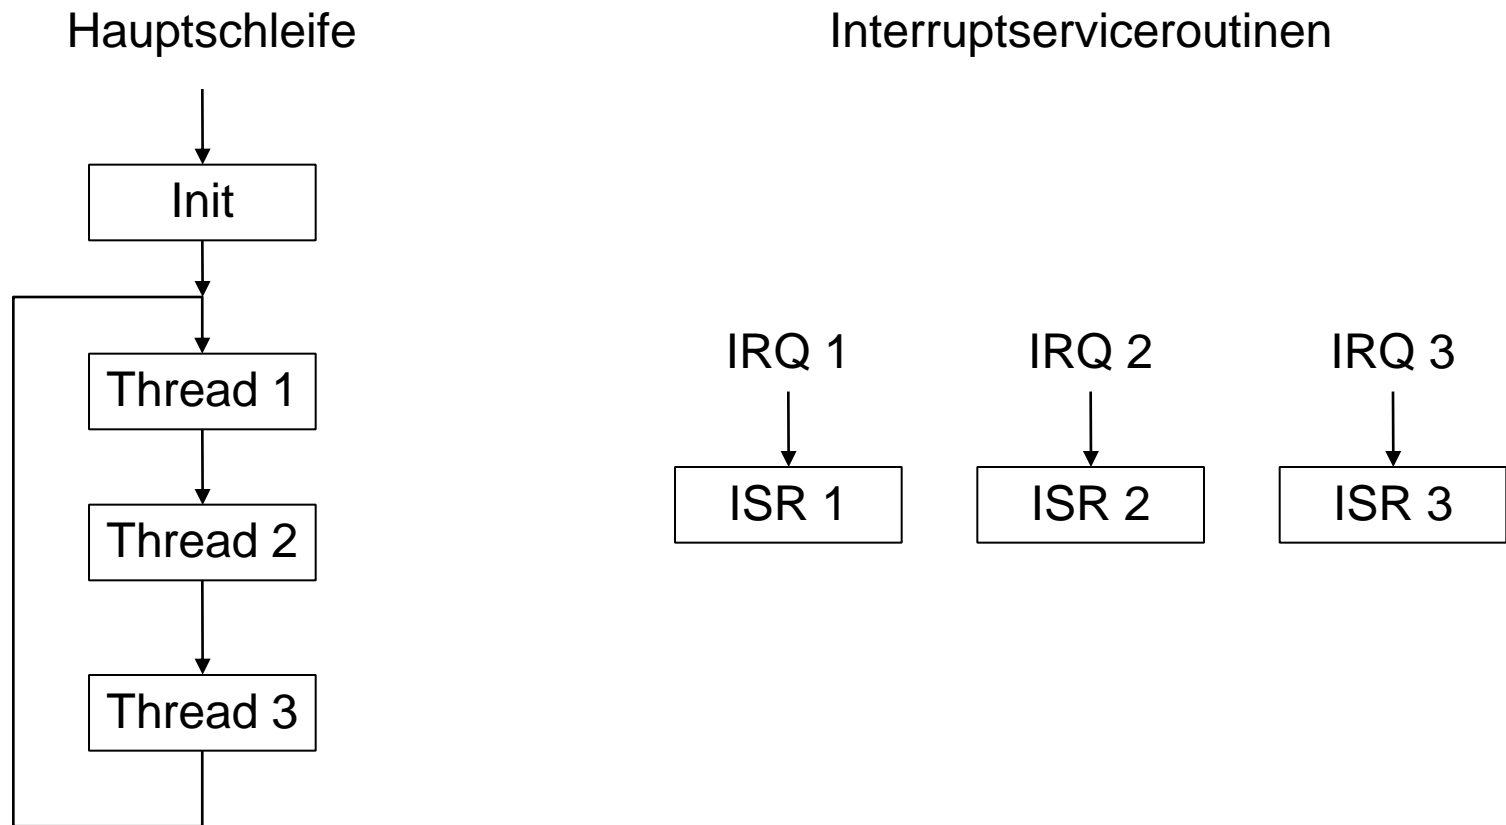 Hauptschleife
Interruptserviceroutinen
Init
Thread 1
Thread 2
Thread 3
IRQ 1
IRQ 2
IRQ 3
ISR 1
ISR 2
ISR 3